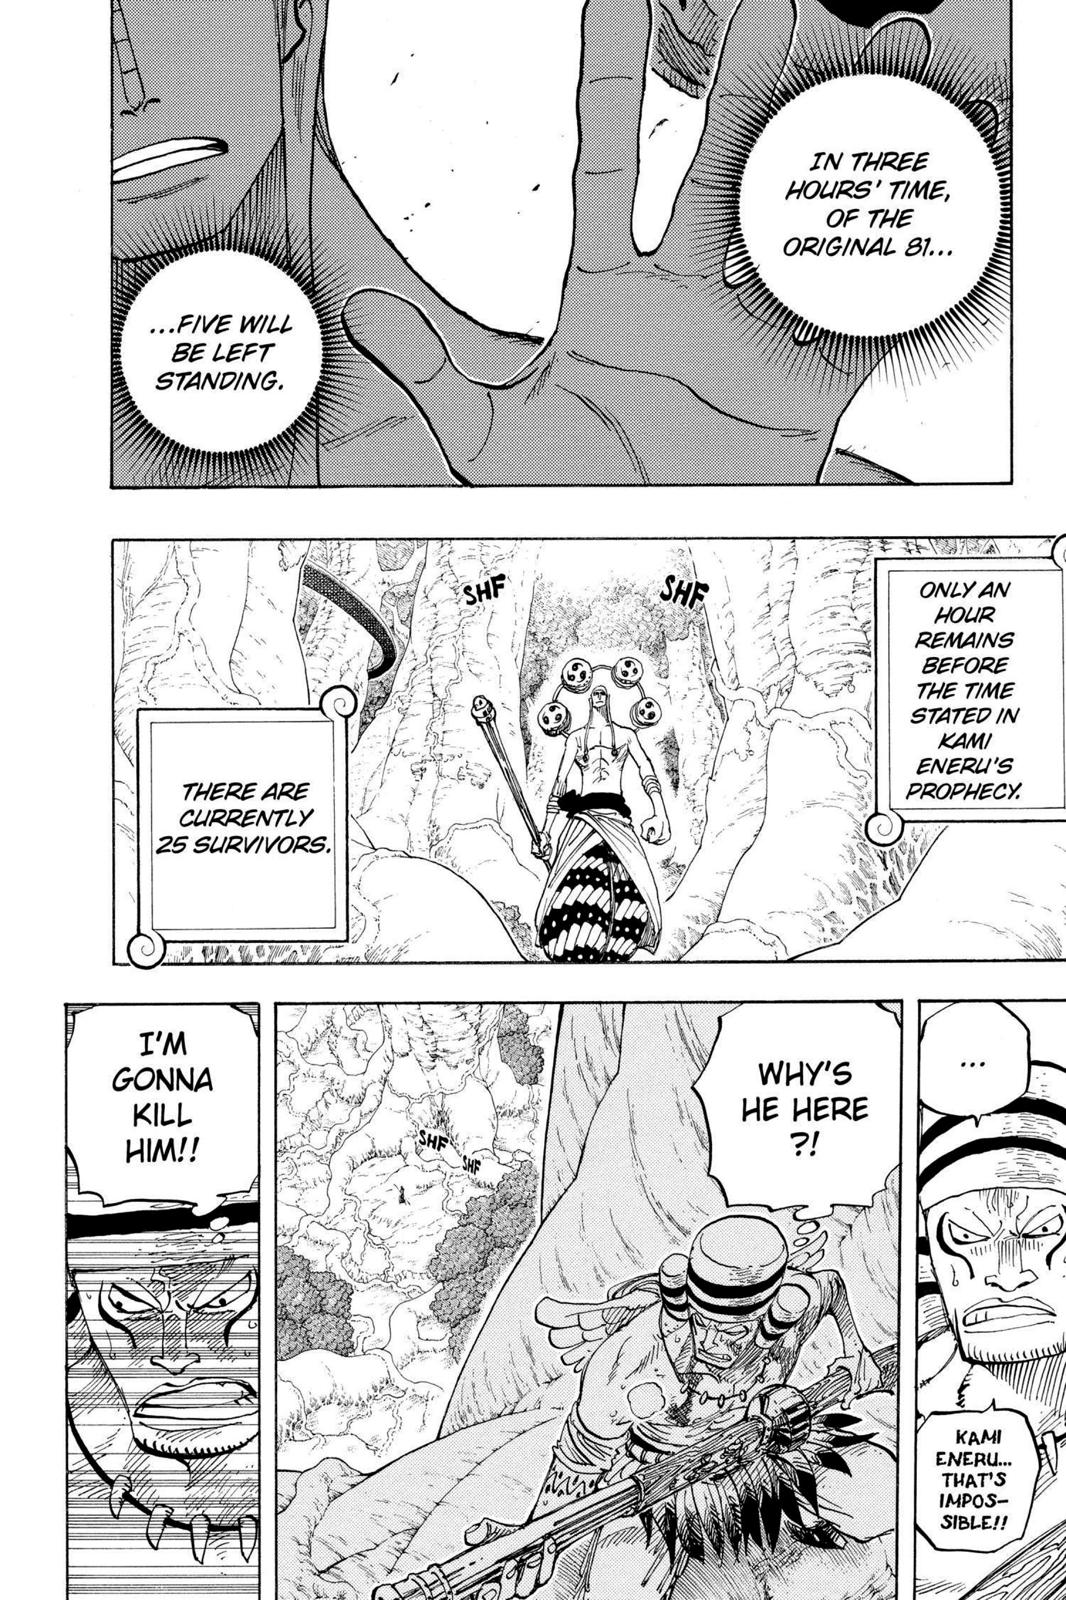 IN THREE
HOURS' TIME,
OF THE
ORIGINAL 81...
...FIVE WILL
BE LEFT
STANDING.
ONLY AN
HOUR
REMAINS
BEFORE
THE TIME
STATED IN
KAMI
ENERU'S
PROPHECY.
SHF
SHF
THERE ARE
CURRENTLY
25 SURVIVORS.
...
KAMI
ENERU...
THAT'S
IMPOS-
SIBLE!!
WHY'S
HE HERE
?!
SHF
SHF
I'M
GONNA
KILL
HIM!!